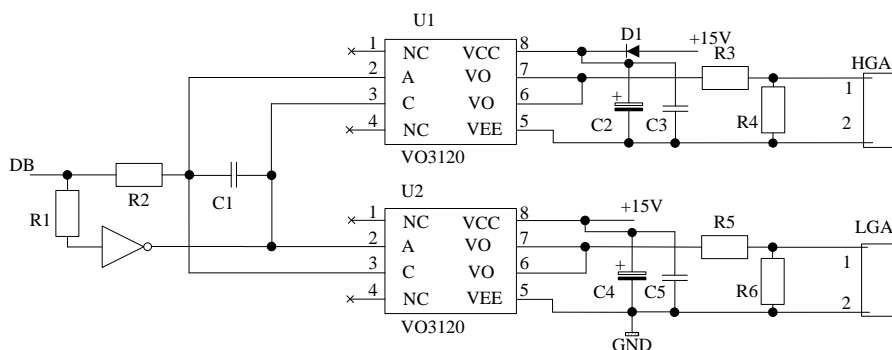 U1
D1
+15V
1 NC VCC 8
2 A VO 7
3 C VO 6
4 NC VEE 5
VO3120
+
C2
C3
R3
R4
HGA
1
2
DB
R1
R2
C1
U2
+15V
1 NC VCC 8
2 A VO 7
3 C VO 6
4 NC VEE 5
VO3120
+
C4
C5
GND
R5
R6
LGA
1
2